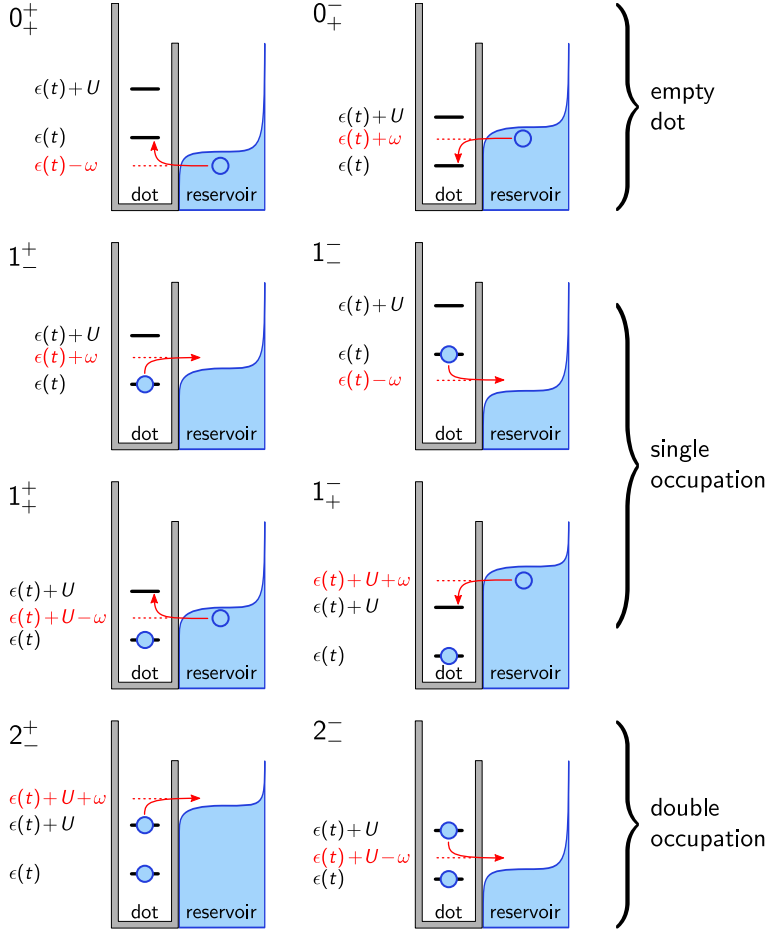 0₊⁺
ϵ(t)+U
ϵ(t)
ϵ(t)−ω
dot
reservoir
0₊⁻
ϵ(t)+U
ϵ(t)+ω
ϵ(t)
dot
reservoir
empty
dot
1₋⁺
ϵ(t)+U
ϵ(t)+ω
ϵ(t)
dot
reservoir
1₋⁻
ϵ(t)+U
ϵ(t)
ϵ(t)−ω
dot
reservoir
single
occupation
1₊⁺
ϵ(t)+U
ϵ(t)+U−ω
ϵ(t)
dot
reservoir
1₊⁻
ϵ(t)+U+ω
ϵ(t)+U
ϵ(t)
dot
reservoir
2₋⁺
ϵ(t)+U+ω
ϵ(t)+U
ϵ(t)
dot
reservoir
2₋⁻
ϵ(t)+U
ϵ(t)+U−ω
ϵ(t)
dot
reservoir
double
occupation